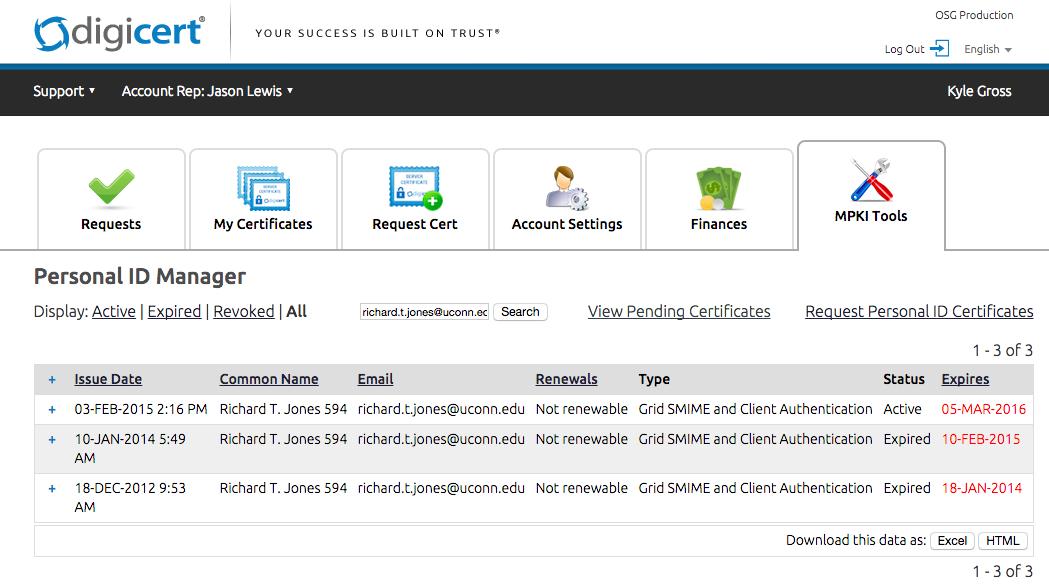 digicert®
YOUR SUCCESS IS BUILT ON TRUST®
OSG Production
Log Out English
Support Account Rep: Jason Lewis Kyle Gross
Requests My Certificates Request Cert Account Settings Finances MPKI Tools
Personal ID Manager
Display: Active | Expired | Revoked | All richard.t.jones@uconn.ec Search View Pending Certificates Request Personal ID Certificates
1 - 3 of 3
+ Issue Date Common Name Email Renewals Type Status Expires
+ 03-FEB-2015 2:16 PM Richard T. Jones 594 richard.t.jones@uconn.edu Not renewable Grid SMIME and Client Authentication Active 05-MAR-2016
+ 10-JAN-2014 5:49 Richard T. Jones 594 richard.t.jones@uconn.edu Not renewable Grid SMIME and Client Authentication Expired 10-FEB-2015
AM
+ 18-DEC-2012 9:53 Richard T. Jones 594 richard.t.jones@uconn.edu Not renewable Grid SMIME and Client Authentication Expired 18-JAN-2014
AM
Download this data as: Excel HTML
1 - 3 of 3